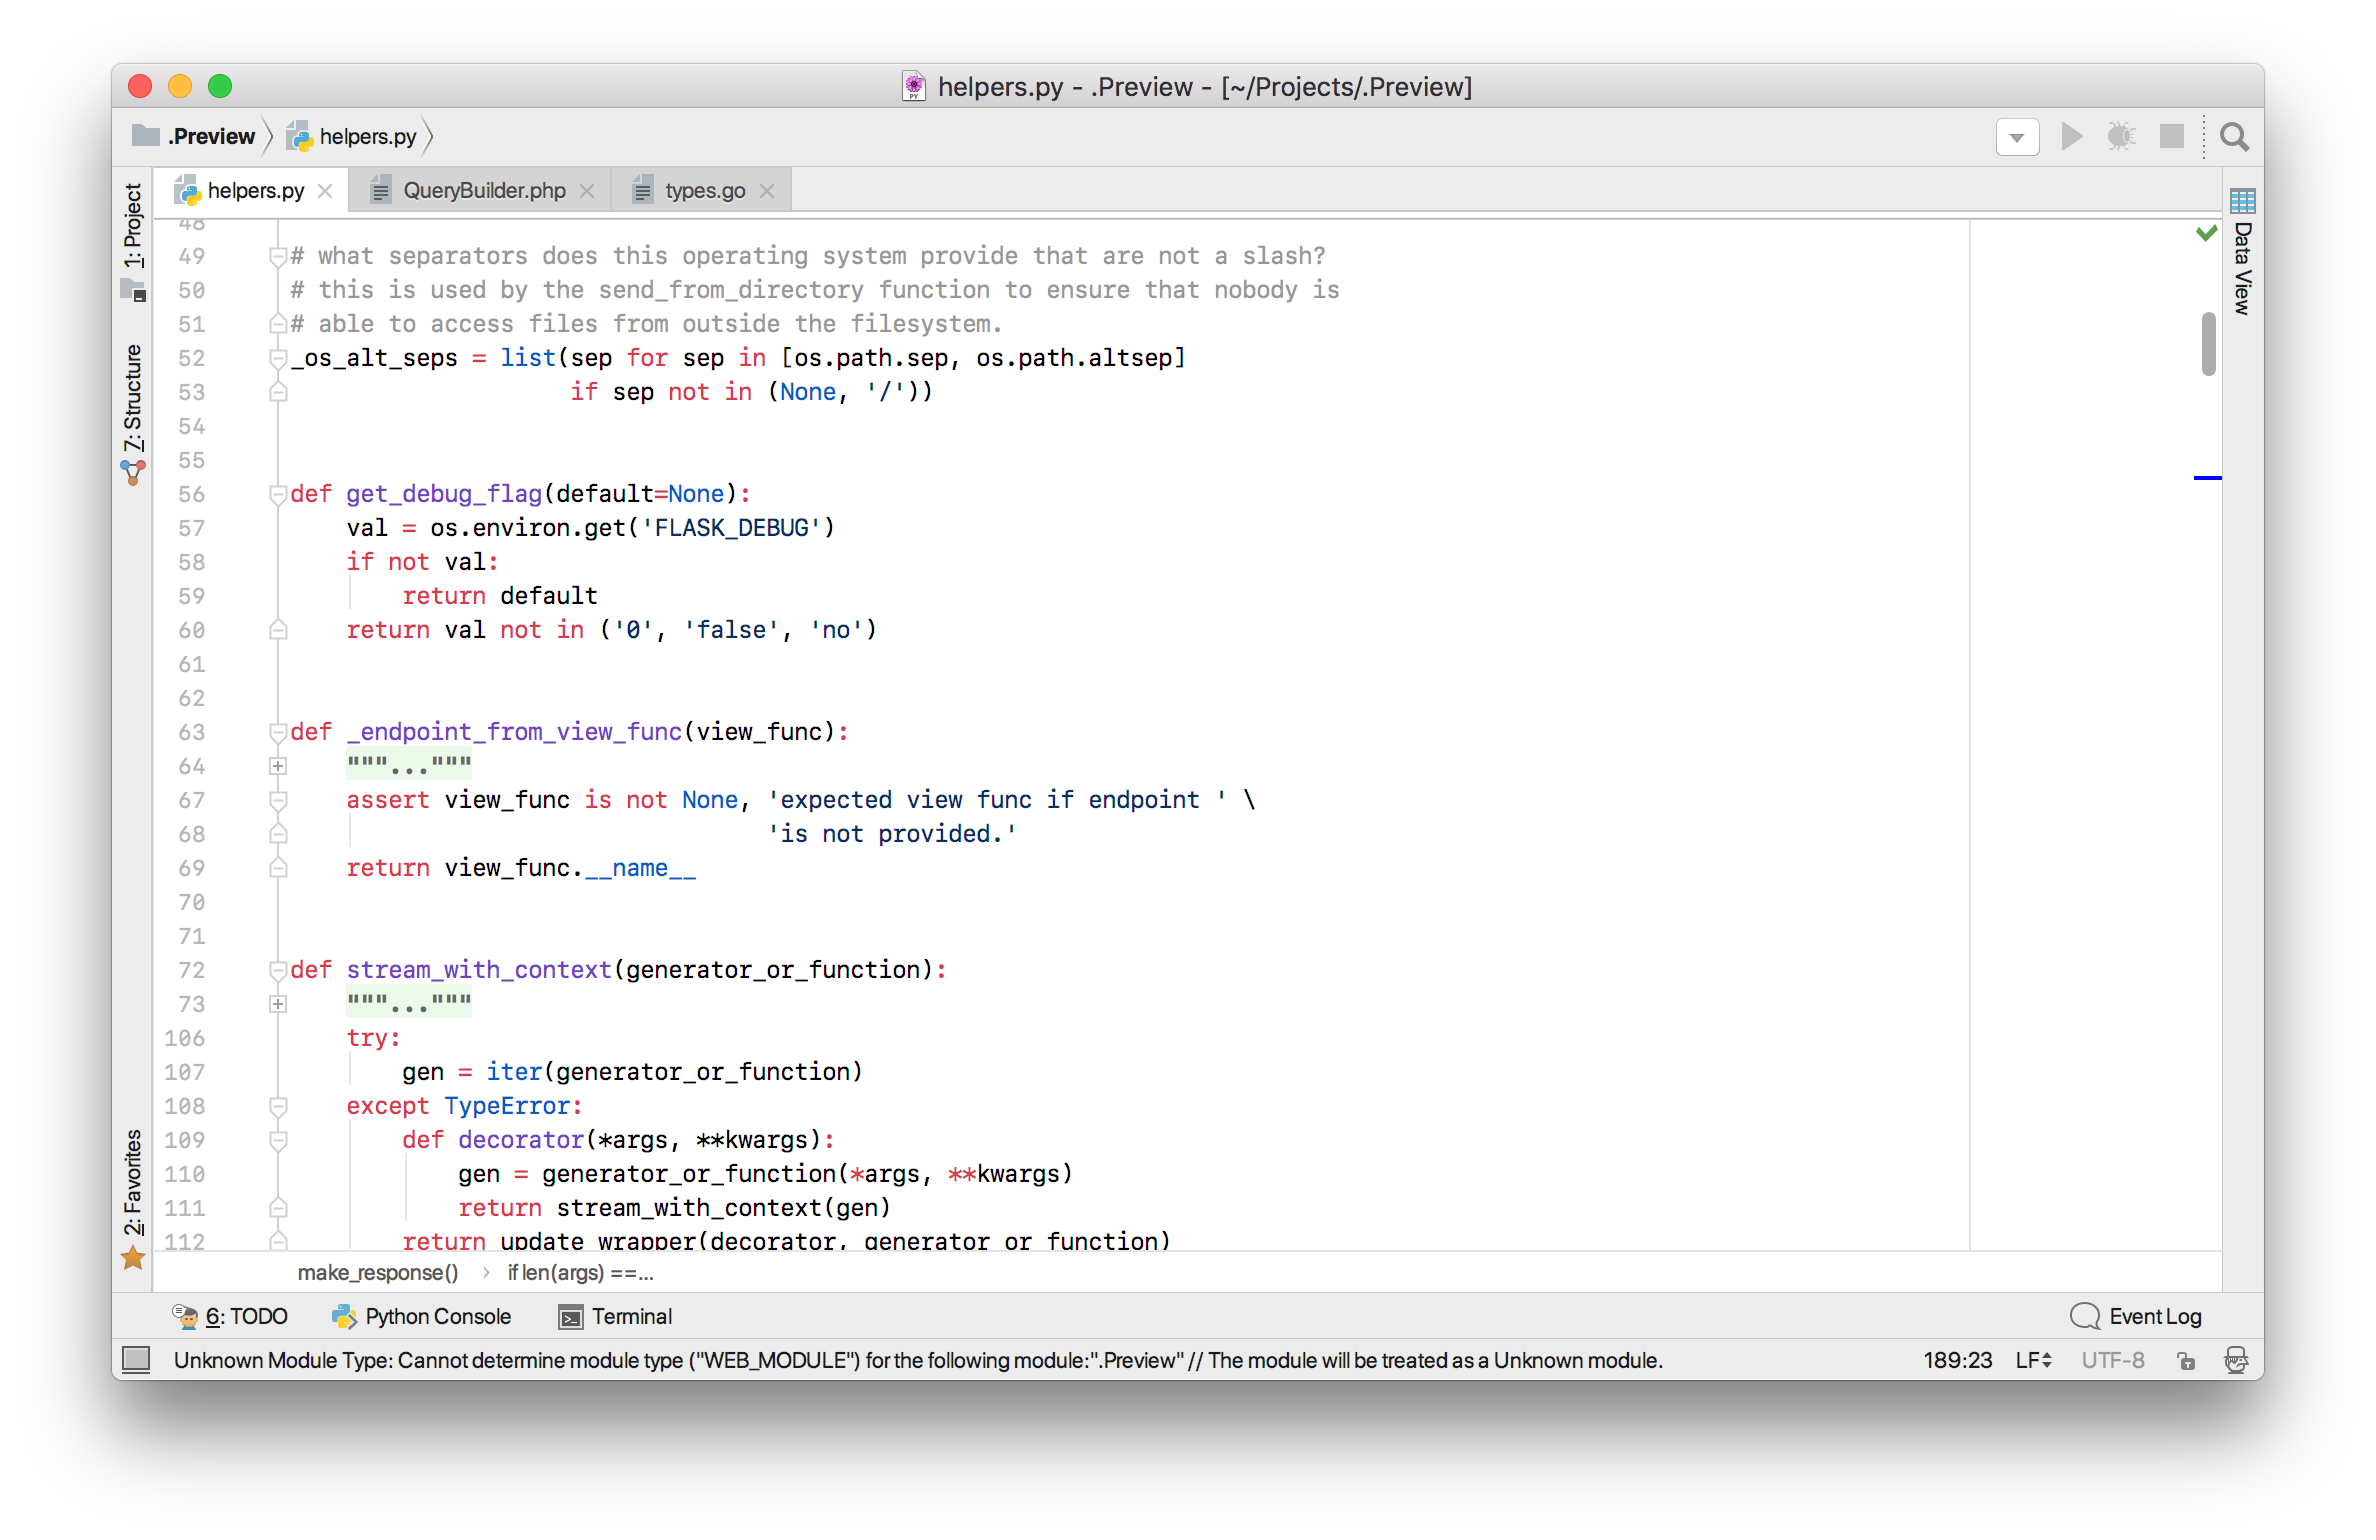 helpers.py - .Preview - [~/Projects/.Preview]
.Preview helpers.py
1: Project
7: Structure
2: Favorites
helpers.py QueryBuilder.php types.go
Data View
48
49 # what separators does this operating system provide that are not a slash?
50 # this is used by the send_from_directory function to ensure that nobody is
51 # able to access files from outside the filesystem.
52 _os_alt_seps = list(sep for sep in [os.path.sep, os.path.altsep]
53                     if sep not in (None, '/'))
54
55
56 def get_debug_flag(default=None):
57     val = os.environ.get('FLASK_DEBUG')
58     if not val:
59         return default
60     return val not in ('0', 'false', 'no')
61
62
63 def _endpoint_from_view_func(view_func):
64     """..."""
67     assert view_func is not None, 'expected view func if endpoint ' \
68                                   'is not provided.'
69     return view_func.__name__
70
71
72 def stream_with_context(generator_or_function):
73     """..."""
106     try:
107         gen = iter(generator_or_function)
108     except TypeError:
109         def decorator(*args, **kwargs):
110             gen = generator_or_function(*args, **kwargs)
111             return stream_with_context(gen)
112         return update_wrapper(decorator, generator_or_function)
make_response() › if len(args) ==...
6: TODO Python Console Terminal Event Log
Unknown Module Type: Cannot determine module type ("WEB_MODULE") for the following module:".Preview" // The module will be treated as a Unknown module. 189:23 LF UTF-8